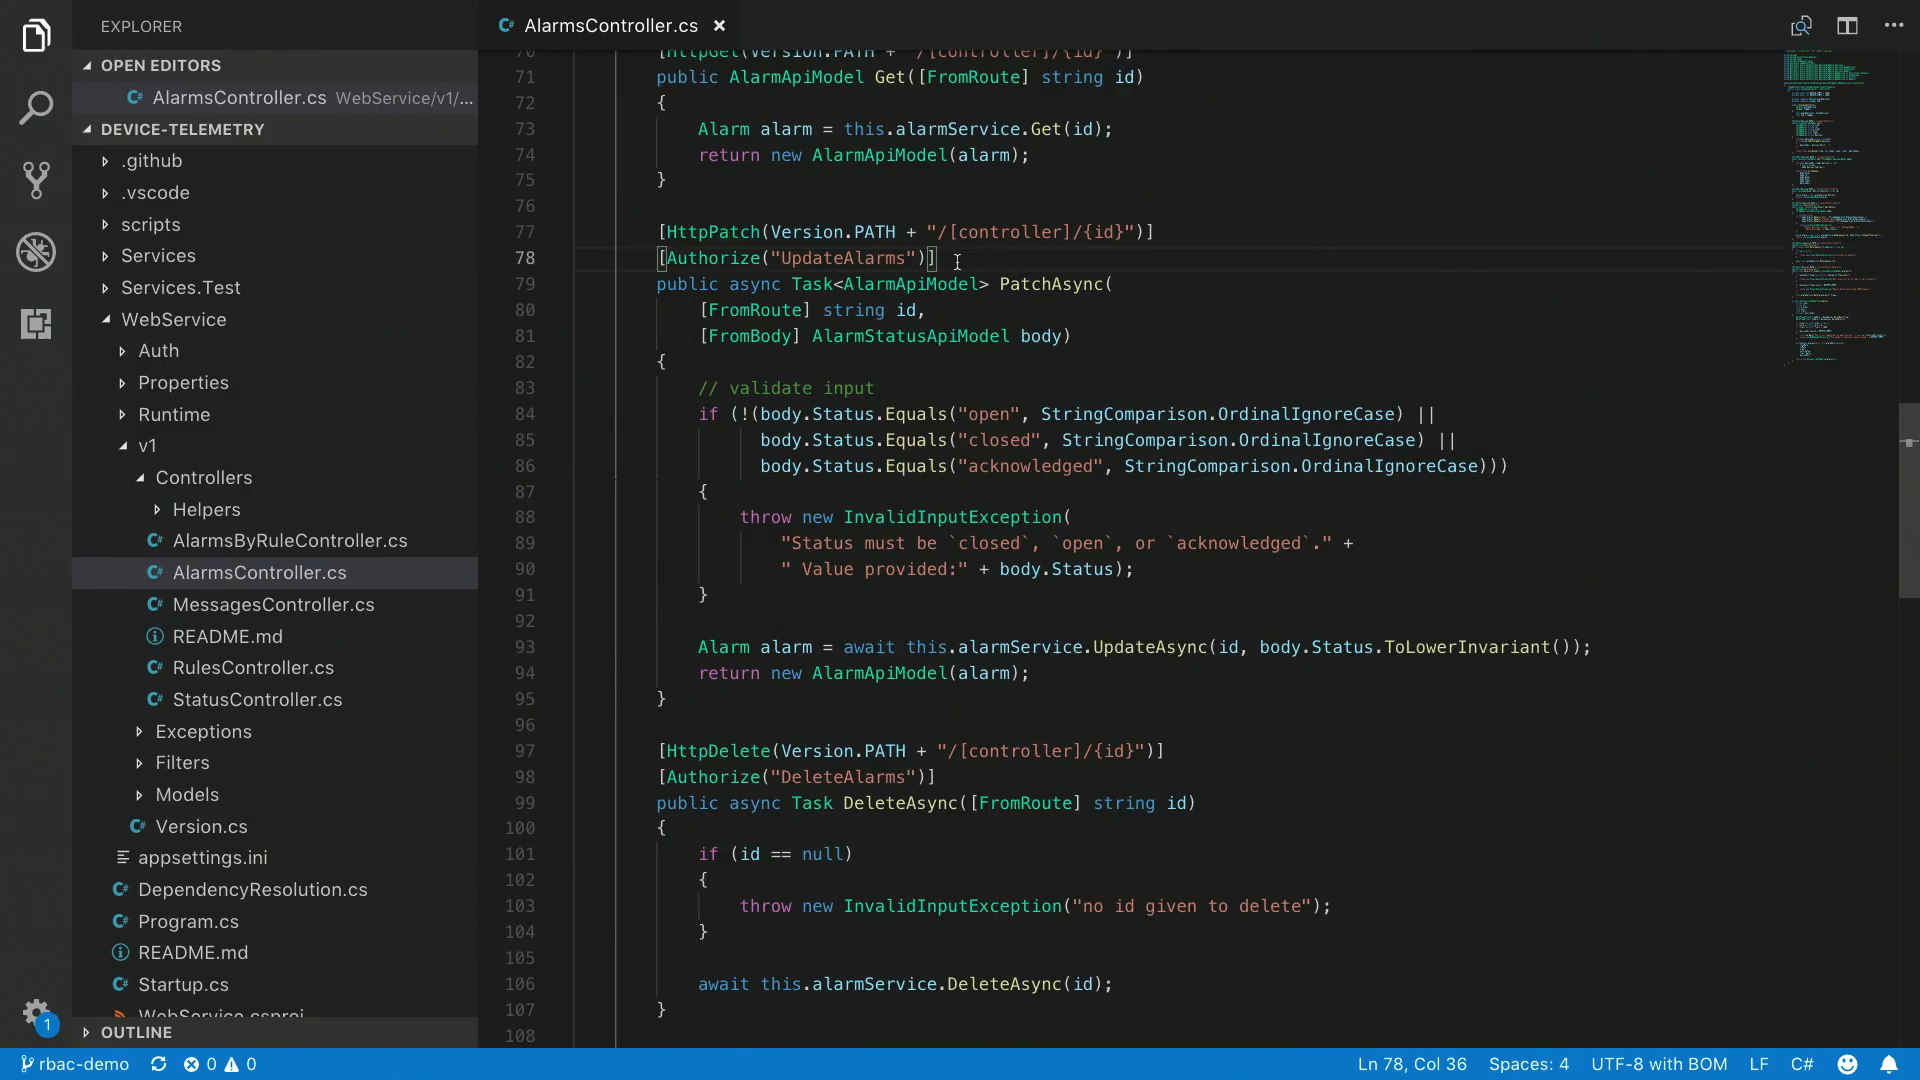 EXPLORER
OPEN EDITORS
C# AlarmsController.cs WebService/v1/...
DEVICE-TELEMETRY
.github
.vscode
scripts
Services
Services.Test
WebService
Auth
Properties
Runtime
v1
Controllers
Helpers
C# AlarmsByRuleController.cs
C# AlarmsController.cs
C# MessagesController.cs
README.md
C# RulesController.cs
C# StatusController.cs
Exceptions
Filters
Models
C# Version.cs
appsettings.ini
C# DependencyResolution.cs
C# Program.cs
README.md
C# Startup.cs
WebService.csproj
OUTLINE
1
C# AlarmsController.cs ×
70 [HttpGet(Version.PATH + "/[controller]/{id}")]
71 public AlarmApiModel Get([FromRoute] string id)
72 {
73 Alarm alarm = this.alarmService.Get(id);
74 return new AlarmApiModel(alarm);
75 }
76
77 [HttpPatch(Version.PATH + "/[controller]/{id}")]
78 [Authorize("UpdateAlarms")]
79 public async Task<AlarmApiModel> PatchAsync(
80 [FromRoute] string id,
81 [FromBody] AlarmStatusApiModel body)
82 {
83 // validate input
84 if (!(body.Status.Equals("open", StringComparison.OrdinalIgnoreCase) ||
85 body.Status.Equals("closed", StringComparison.OrdinalIgnoreCase) ||
86 body.Status.Equals("acknowledged", StringComparison.OrdinalIgnoreCase)))
87 {
88 throw new InvalidInputException(
89 "Status must be `closed`, `open`, or `acknowledged`." +
90 " Value provided:" + body.Status);
91 }
92
93 Alarm alarm = await this.alarmService.UpdateAsync(id, body.Status.ToLowerInvariant());
94 return new AlarmApiModel(alarm);
95 }
96
97 [HttpDelete(Version.PATH + "/[controller]/{id}")]
98 [Authorize("DeleteAlarms")]
99 public async Task DeleteAsync([FromRoute] string id)
100 {
101 if (id == null)
102 {
103 throw new InvalidInputException("no id given to delete");
104 }
105
106 await this.alarmService.DeleteAsync(id);
107 }
108
rbac-demo 0 0 Ln 78, Col 36 Spaces: 4 UTF-8 with BOM LF C#